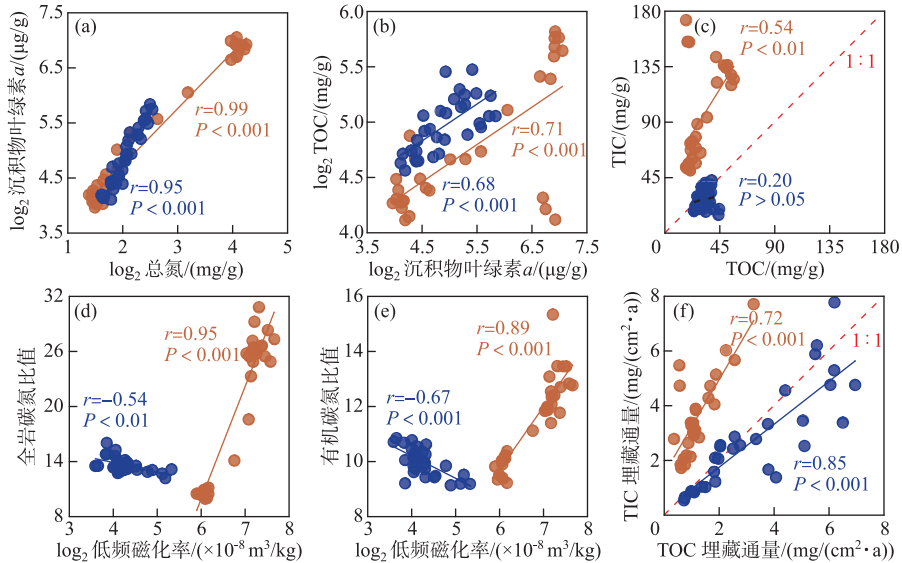 (a)
7.5
6.5
5.5
4.5
3.5
1
2
3
4
5
log₂ 沉积物叶绿素a/(μg/g)
log₂ 总氮/(mg/g)
r=0.99
P<0.001
r=0.95
P<0.001
(b)
6.0
5.5
5.0
4.5
4.0
3.5
4.5
5.5
6.5
7.5
log₂ TOC/(mg/g)
log₂ 沉积物叶绿素a/(μg/g)
r=0.71
P<0.001
r=0.68
P<0.001
(c)
180
135
90
45
0
45
90
135
180
TIC/(mg/g)
TOC/(mg/g)
r=0.54
P<0.01
1∶1
r=0.20
P>0.05
(d)
32
26
20
14
8
3
4
5
6
7
8
全岩碳氮比值
log₂ 低频磁化率/(×10⁻⁸ m³/kg)
r=0.95
P<0.001
r=−0.54
P<0.01
(e)
16
14
12
10
8
3
4
5
6
7
8
有机碳氮比值
log₂ 低频磁化率/(×10⁻⁸ m³/kg)
r=0.89
P<0.001
r=−0.67
P<0.001
(f)
8
6
4
2
0
0
2
4
6
8
TIC 埋藏通量/(mg/(cm²•a))
TOC 埋藏通量/(mg/(cm²•a))
r=0.72
P<0.001
1∶1
r=0.85
P<0.001